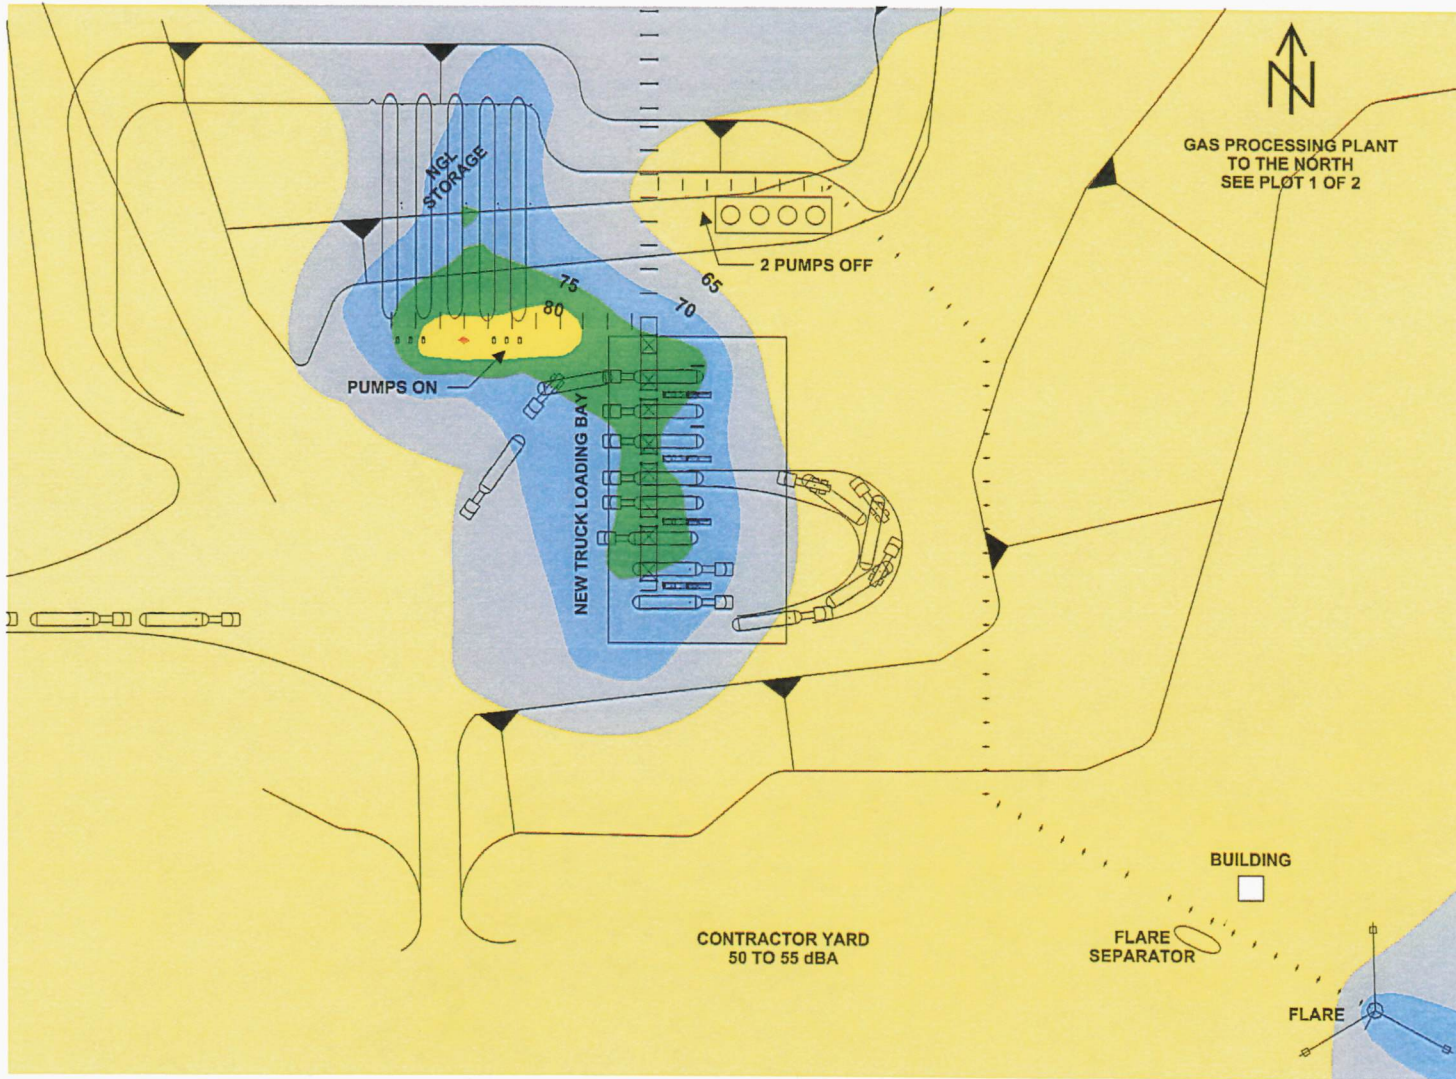 N
GAS PROCESSING PLANT
TO THE NORTH
SEE PLOT 1 OF 2
NGL
STORAGE
2 PUMPS OFF
75
65
80
70
PUMPS ON
NEW TRUCK LOADING BAY
BUILDING
CONTRACTOR YARD
50 TO 55 dBA
FLARE
SEPARATOR
FLARE